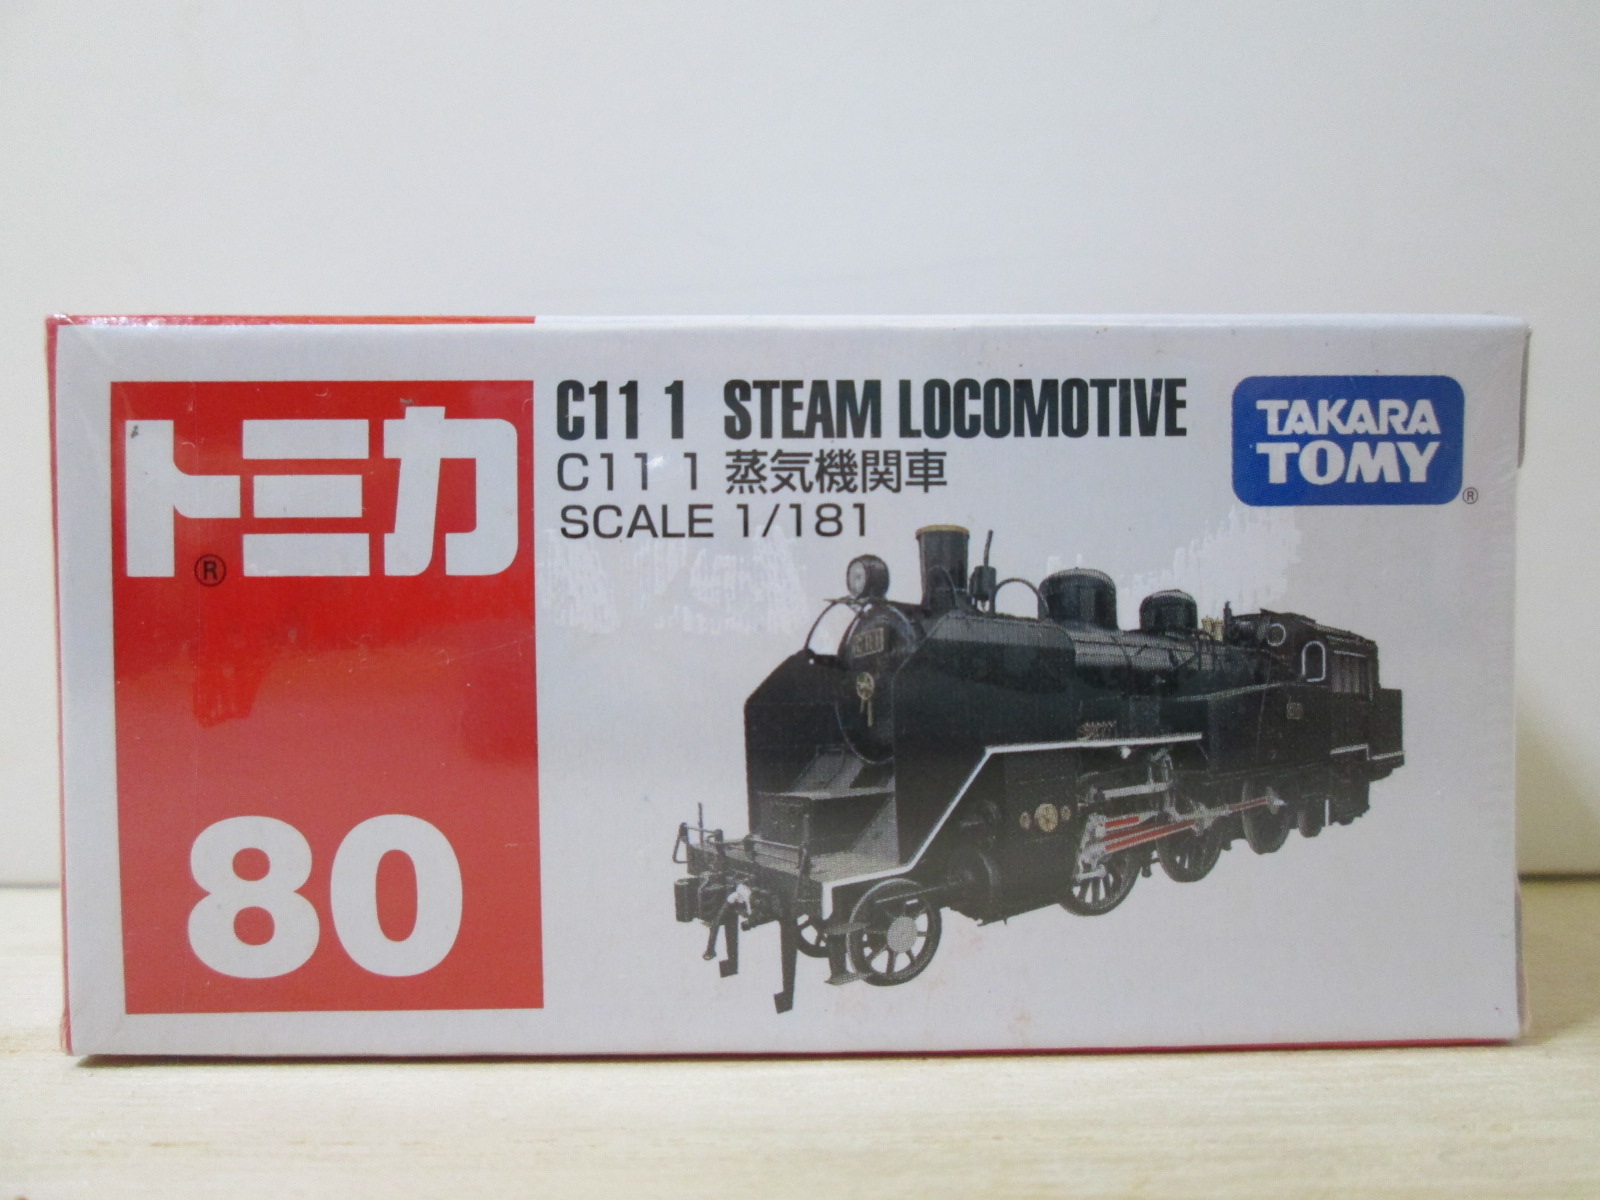 トミカ
®
80
C11 1 STEAM LOCOMOTIVE
C11 1 蒸気機関車
SCALE 1/181
TAKARA
TOMY
®